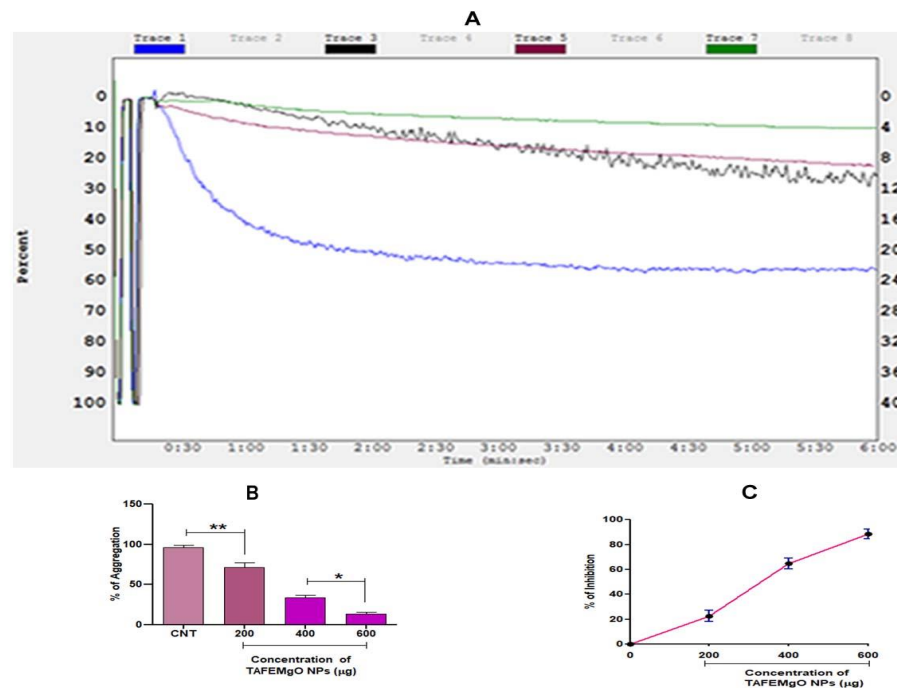 A
Trace 1 Trace 2 Trace 3 Trace 4 Trace 5 Trace 6 Trace 7 Trace 8
0 0
10 4
20 8
30 12
40 16
50 20
60 24
70 28
80 32
90 36
100 40
Percent
0:30 1:00 1:30 2:00 2:30 3:00 3:30 4:00 4:30 5:00 5:30 6:00
Time (min:sec)
B
150
100
50
0
% of Aggregation
**
*
CNT 200 400 600
Concentration of
TAFEMgO NPs (µg)
C
100
80
60
40
20
0
% of Inhibition
0 200 400 600
Concentration of
TAFEMgO NPs (µg)